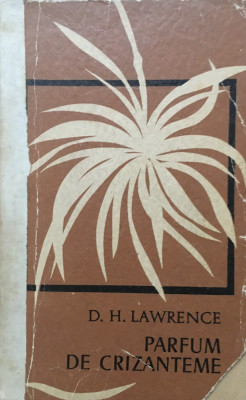 D. H. LAWRENCE
PARFUM
DE CRIZANTEME